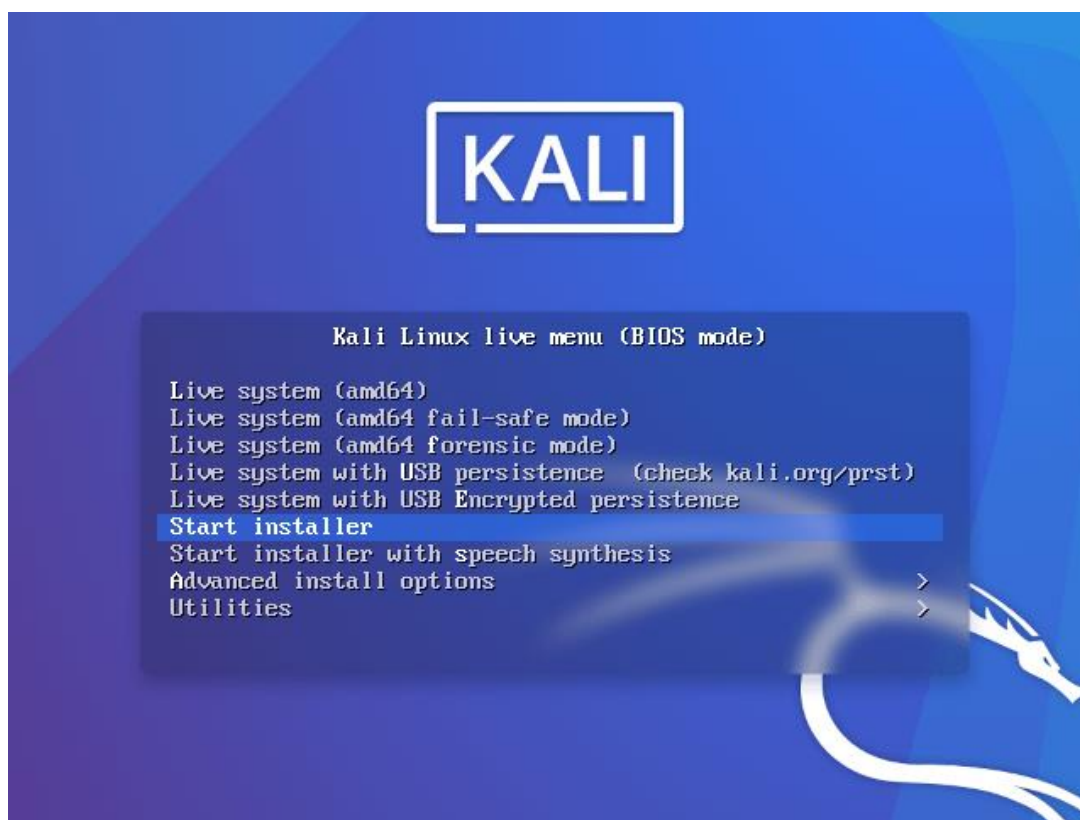 KALI
Kali Linux live menu (BIOS mode)
Live system (amd64)
Live system (amd64 fail-safe mode)
Live system (amd64 forensic mode)
Live system with USB persistence  (check kali.org/prst)
Live system with USB Encrypted persistence
Start installer
Start installer with speech synthesis
Advanced install options >
Utilities >